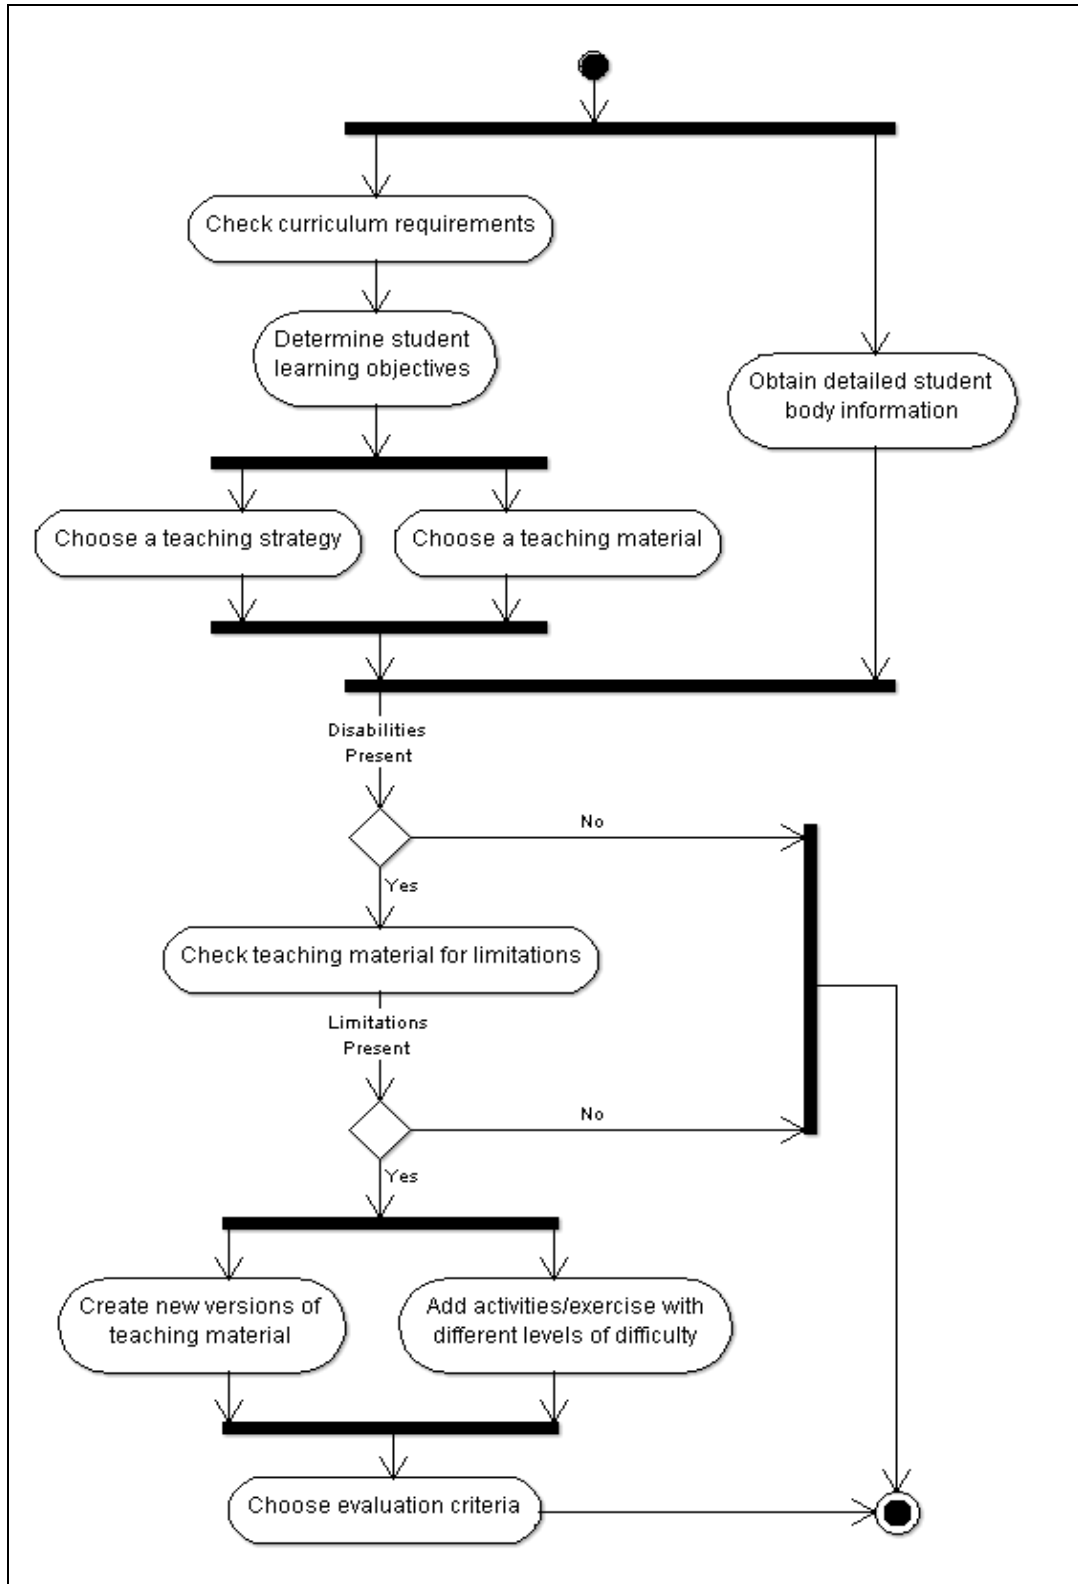 Check curriculum requirements
Determine student
learning objectives
Obtain detailed student
body information
Choose a teaching strategy
Choose a teaching material
Disabilities
Present
No
Yes
Check teaching material for limitations
Limitations
Present
No
Yes
Create new versions of
teaching material
Add activities/exercise with
different levels of difficulty
Choose evaluation criteria